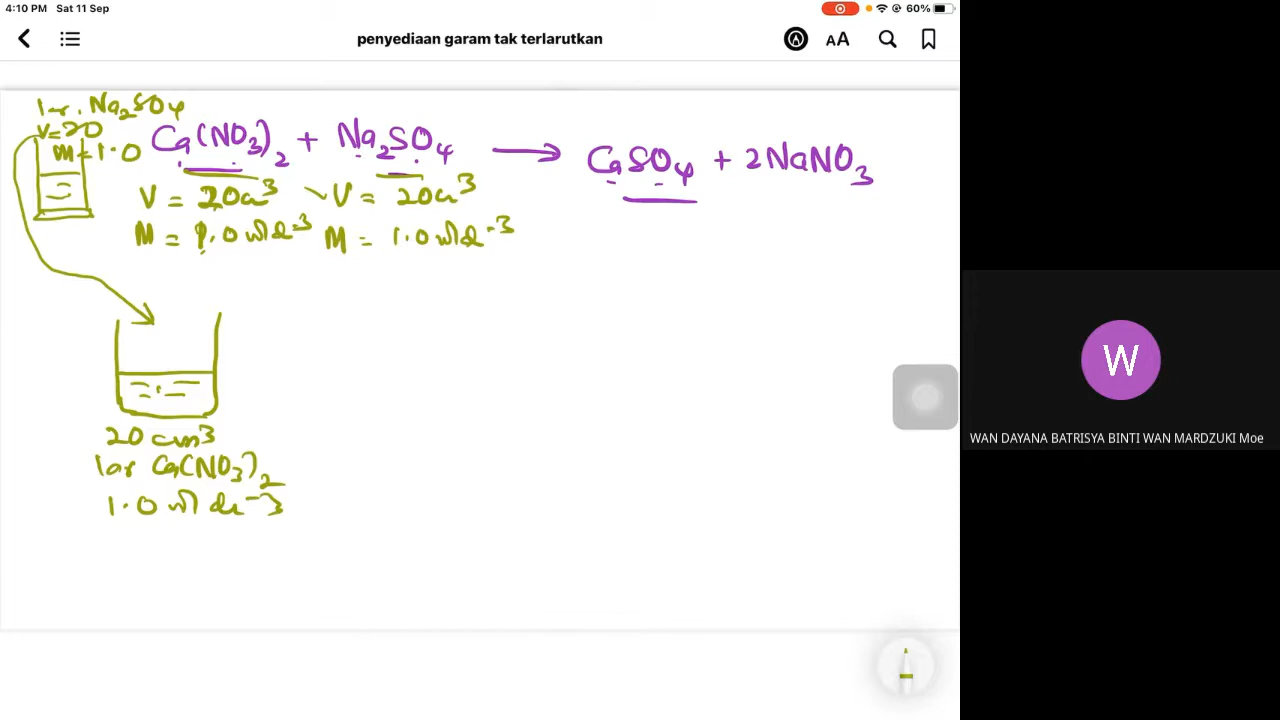 4:10 PM Sat 11 Sep
60%
penyediaan garam tak terlarutkan
AA
lar. Na₂SO₄
V=20
M=1.0
Ca(NO₃)₂ + Na₂SO₄ → CaSO₄ + 2NaNO₃
V = 20cm³ V = 20cm³
M = 1.0 mol dm⁻³ M = 1.0 mol dm⁻³
20 cm³
lar Ca(NO₃)₂
1.0 mol dm⁻³
W
WAN DAYANA BATRISYA BINTI WAN MARDZUKI Moe